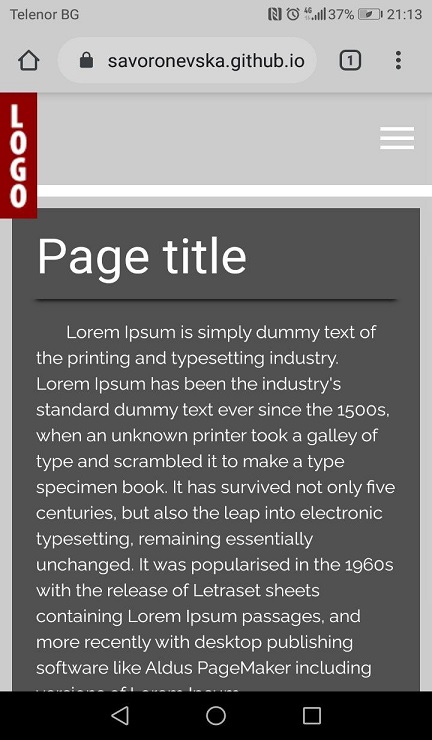 Telenor BG 4G 37% 21:13
savoronevska.github.io 1
LOGO
Page title
Lorem Ipsum is simply dummy text of
the printing and typesetting industry.
Lorem Ipsum has been the industry's
standard dummy text ever since the 1500s,
when an unknown printer took a galley of
type and scrambled it to make a type
specimen book. It has survived not only five
centuries, but also the leap into electronic
typesetting, remaining essentially
unchanged. It was popularised in the 1960s
with the release of Letraset sheets
containing Lorem Ipsum passages, and
more recently with desktop publishing
software like Aldus PageMaker including
versions of Lorem Ipsum.